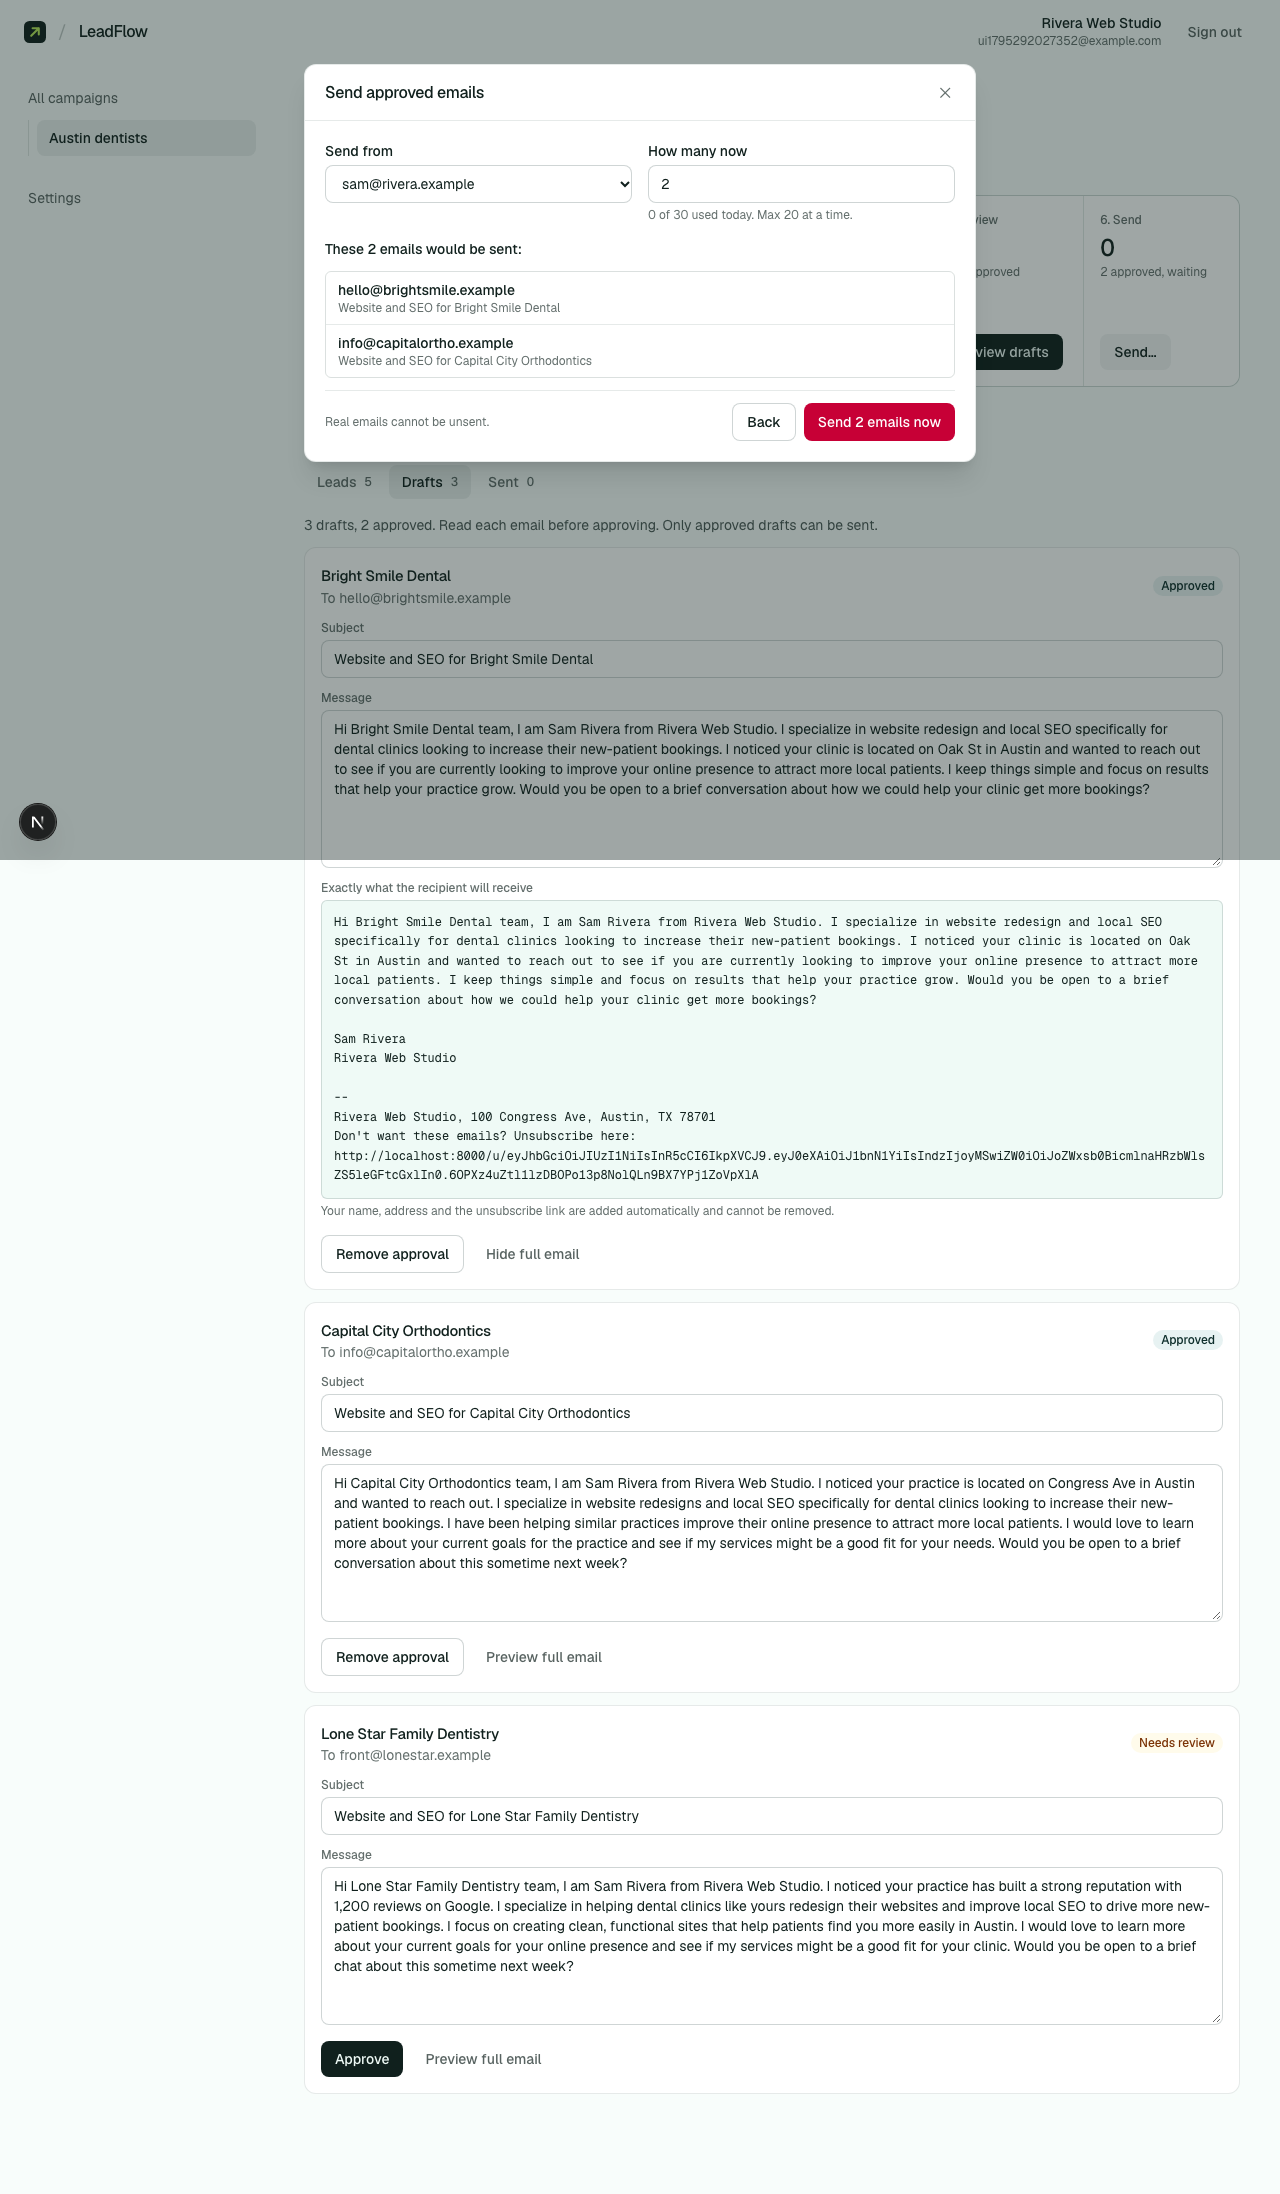 / LeadFlow
Rivera Web Studio
ui1795292027352@example.com
Sign out
All campaigns
Austin dentists
Settings
Send approved emails
Send from
How many now
sam@rivera.example
2
0 of 30 used today. Max 20 at a time.
These 2 emails would be sent:
hello@brightsmile.example
Website and SEO for Bright Smile Dental
info@capitalortho.example
Website and SEO for Capital City Orthodontics
Real emails cannot be unsent.
Back
Send 2 emails now
view
pproved
view drafts
6. Send
0
2 approved, waiting
Send...
Leads 5
Drafts 3
Sent 0
3 drafts, 2 approved. Read each email before approving. Only approved drafts can be sent.
Bright Smile Dental
To hello@brightsmile.example
Approved
Subject
Website and SEO for Bright Smile Dental
Message
Hi Bright Smile Dental team, I am Sam Rivera from Rivera Web Studio. I specialize in website redesign and local SEO specifically for
dental clinics looking to increase their new-patient bookings. I noticed your clinic is located on Oak St in Austin and wanted to reach out
to see if you are currently looking to improve your online presence to attract more local patients. I keep things simple and focus on results
that help your practice grow. Would you be open to a brief conversation about how we could help your clinic get more bookings?
N
Exactly what the recipient will receive
Hi Bright Smile Dental team, I am Sam Rivera from Rivera Web Studio. I specialize in website redesign and local SEO
specifically for dental clinics looking to increase their new-patient bookings. I noticed your clinic is located on Oak
St in Austin and wanted to reach out to see if you are currently looking to improve your online presence to attract more
local patients. I keep things simple and focus on results that help your practice grow. Would you be open to a brief
conversation about how we could help your clinic get more bookings?
Sam Rivera
Rivera Web Studio
--
Rivera Web Studio, 100 Congress Ave, Austin, TX 78701
Don't want these emails? Unsubscribe here:
http://localhost:8000/u/eyJhbGciOiJIUzI1NiIsInR5cCI6IkpXVCJ9.eyJ0eXAiOiJ1bnN1YiIsIndzIjoyMSwiZW0iOiJoZWxsb0BicmlnaHRzbWls
ZS5leGFtcGxlIn0.6OPXz4uZtl1lzDBOPo13p8NolQLn9BX7YPj1ZoVpXlA
Your name, address and the unsubscribe link are added automatically and cannot be removed.
Remove approval
Hide full email
Capital City Orthodontics
To info@capitalortho.example
Approved
Subject
Website and SEO for Capital City Orthodontics
Message
Hi Capital City Orthodontics team, I am Sam Rivera from Rivera Web Studio. I noticed your practice is located on Congress Ave in Austin
and wanted to reach out. I specialize in website redesigns and local SEO specifically for dental clinics looking to increase their new-
patient bookings. I have been helping similar practices improve their online presence to attract more local patients. I would love to learn
more about your current goals for the practice and see if my services might be a good fit for your needs. Would you be open to a brief
conversation about this sometime next week?
Remove approval
Preview full email
Lone Star Family Dentistry
To front@lonestar.example
Needs review
Subject
Website and SEO for Lone Star Family Dentistry
Message
Hi Lone Star Family Dentistry team, I am Sam Rivera from Rivera Web Studio. I noticed your practice has built a strong reputation with
1,200 reviews on Google. I specialize in helping dental clinics like yours redesign their websites and improve local SEO to drive more new-
patient bookings. I focus on creating clean, functional sites that help patients find you more easily in Austin. I would love to learn more
about your current goals for your online presence and see if my services might be a good fit for your clinic. Would you be open to a brief
chat about this sometime next week?
Approve
Preview full email